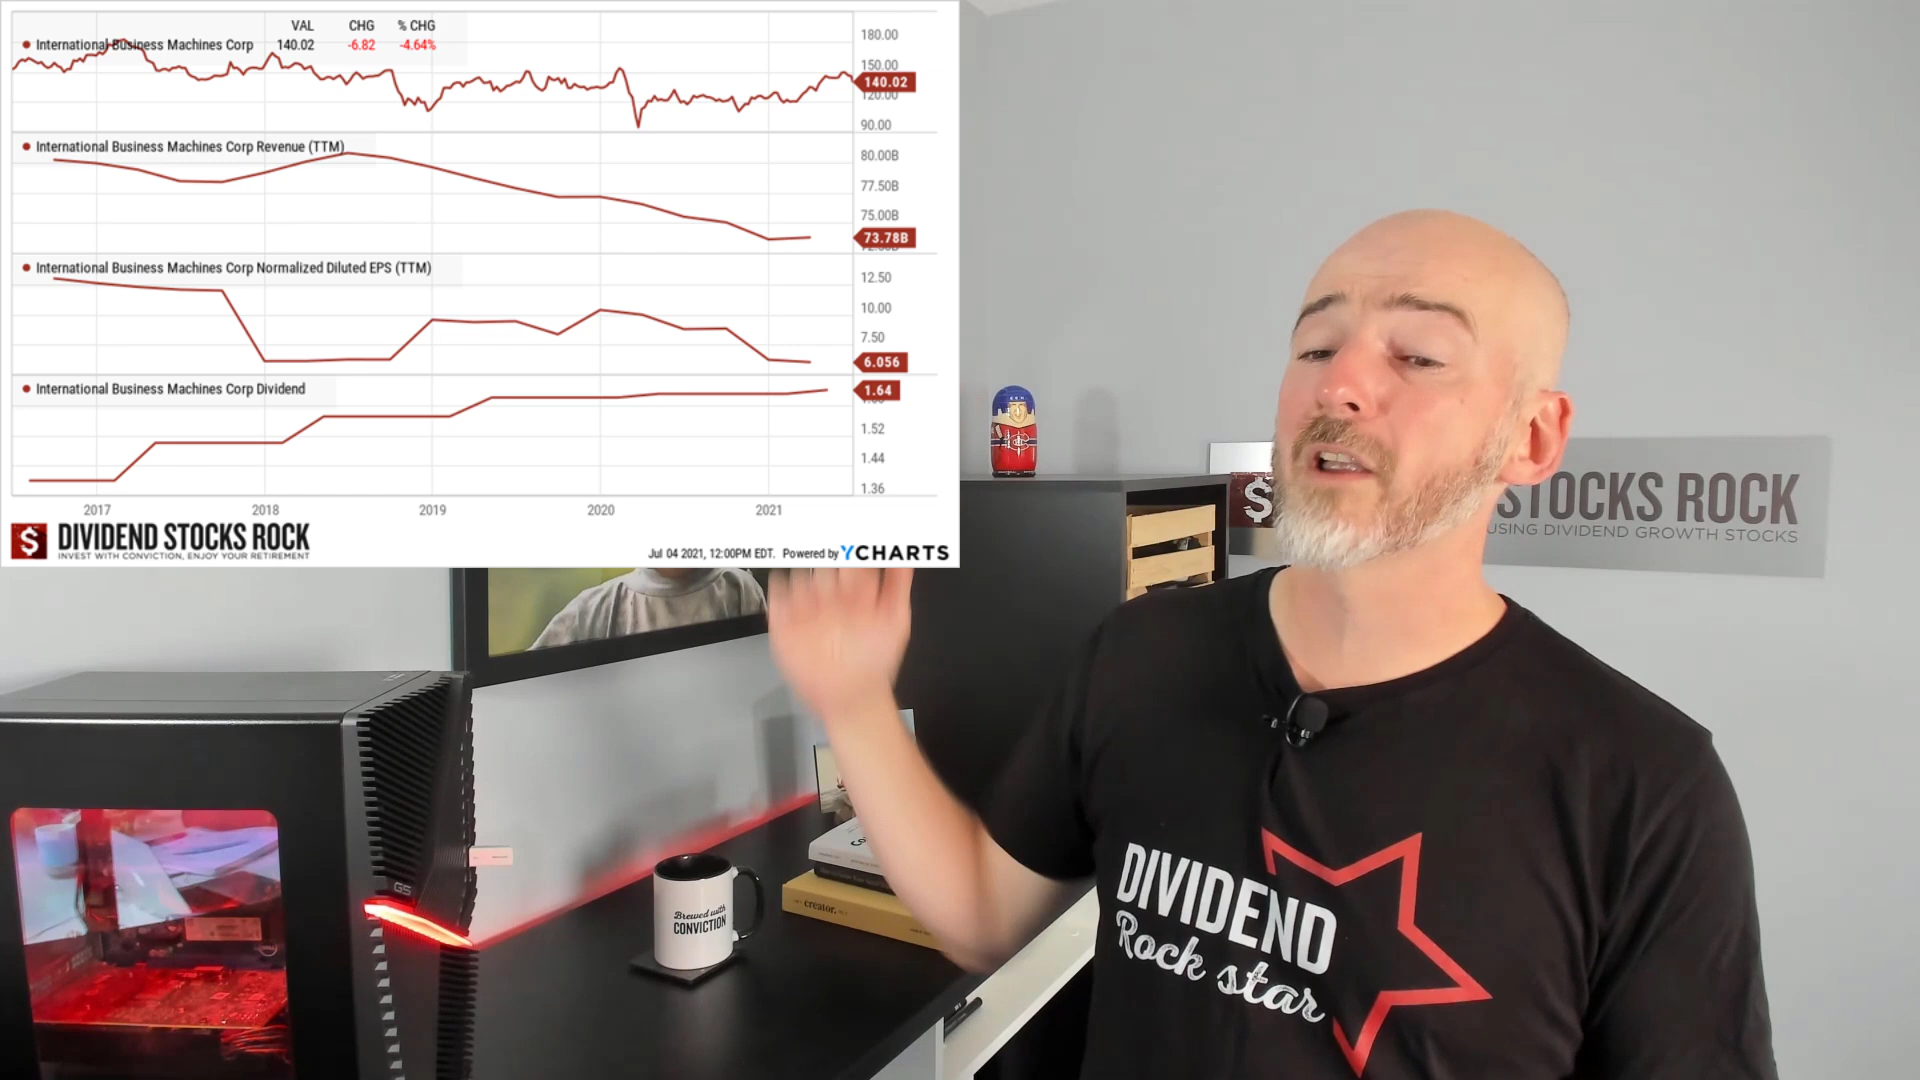 VAL CHG % CHG
International Business Machines Corp 140.02 -6.82 -4.64%
180.00
150.00
140.02
120.00
90.00
International Business Machines Corp Revenue (TTM)
80.00B
77.50B
75.00B
73.78B
International Business Machines Corp Normalized Diluted EPS (TTM)
12.50
10.00
7.50
6.056
International Business Machines Corp Dividend
1.64
1.52
1.44
1.36
2017 2018 2019 2020 2021
$ DIVIDEND STOCKS ROCK
INVEST WITH CONVICTION, ENJOY YOUR RETIREMENT
Jul 04 2021, 12:00PM EDT. Powered by YCHARTS
$ STOCKS ROCK
USING DIVIDEND GROWTH STOCKS
G5
Brewed with
CONVICTION
creator.
DIVIDEND
Rock star